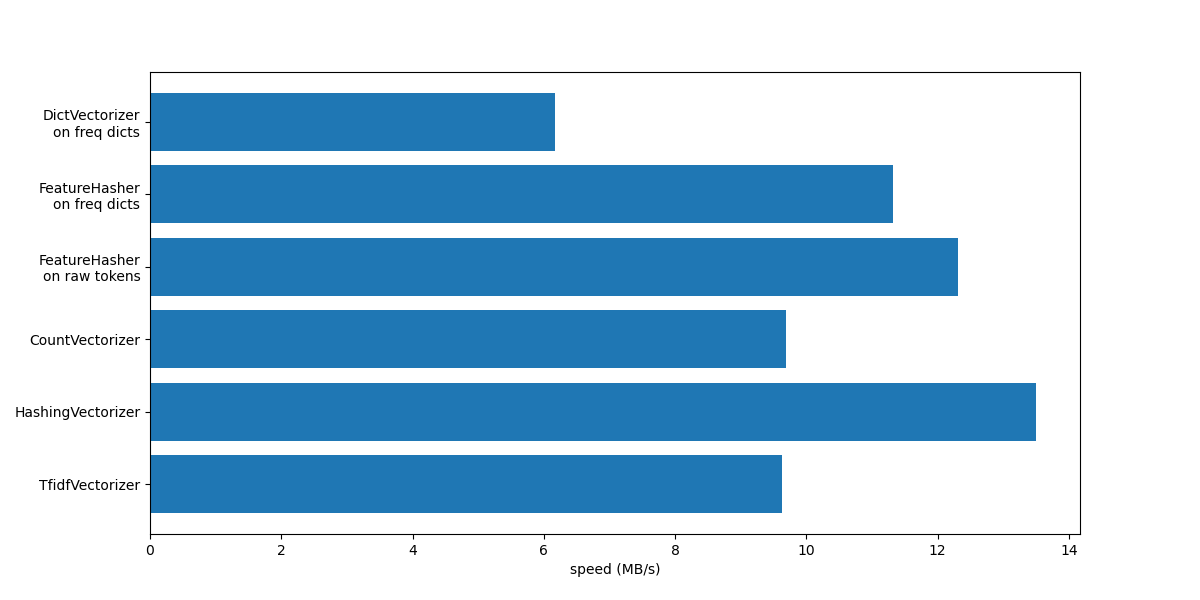 DictVectorizer
on freq dicts
FeatureHasher
on freq dicts
FeatureHasher
on raw tokens
CountVectorizer
HashingVectorizer
TfidfVectorizer
0 2 4 6 8 10 12 14
speed (MB/s)